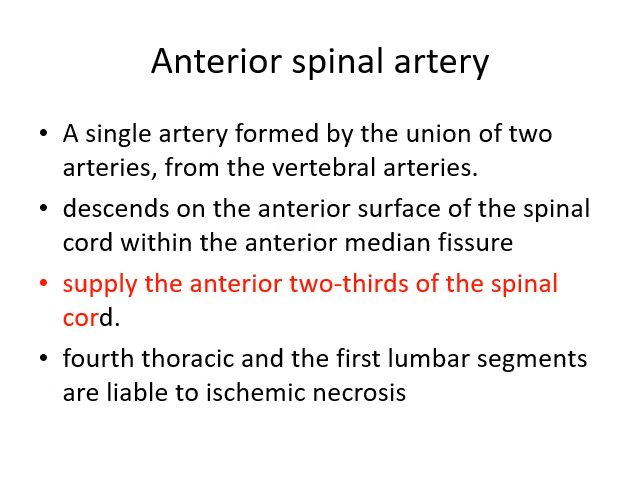 Anterior spinal artery
• A single artery formed by the union of two
arteries, from the vertebral arteries.
• descends on the anterior surface of the spinal
cord within the anterior median fissure
• supply the anterior two-thirds of the spinal
cord.
• fourth thoracic and the first lumbar segments
are liable to ischemic necrosis